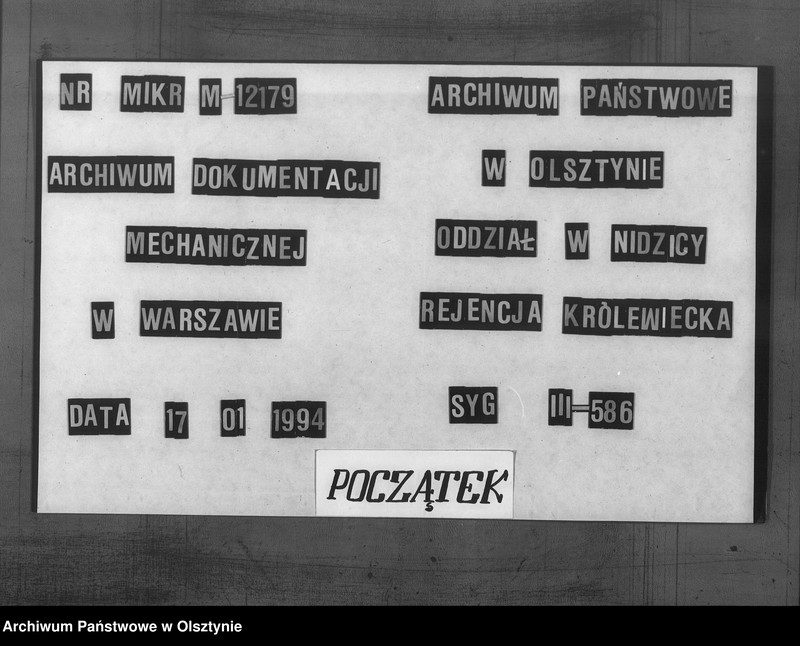 NR MIKR M-12179
ARCHIWUM DOKUMENTACJI
MECHANICZNEJ
W WARSZAWIE
DATA 17 01 1994
ARCHIWUM PAŃSTWOWE
W OLSZTYNIE
ODDZIAŁ W NIDZICY
REJENCJA KRÒLEWIECKA
SYG III=586
POCZĄTEK
Archiwum Państwowe w Olsztynie